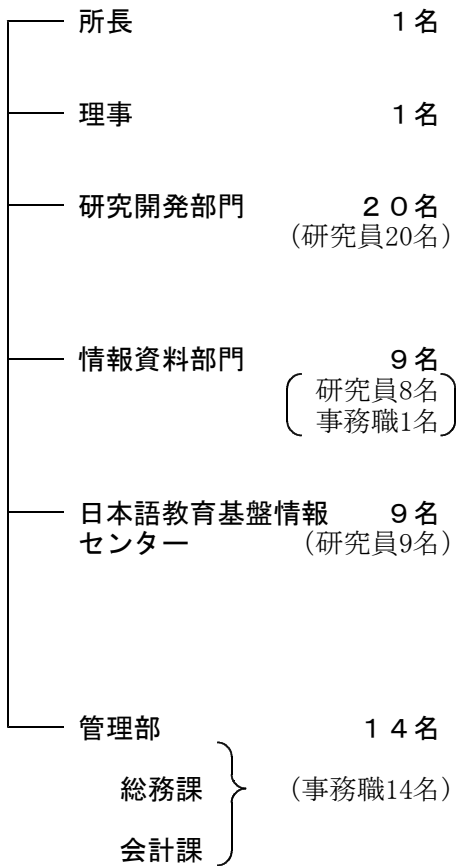 所長 １名
理事 １名
研究開発部門 ２０名
（研究員20名）
情報資料部門 ９名
研究員8名
事務職1名
日本語教育基盤情報 ９名
センター （研究員9名）
管理部 １４名
総務課 （事務職14名）
会計課